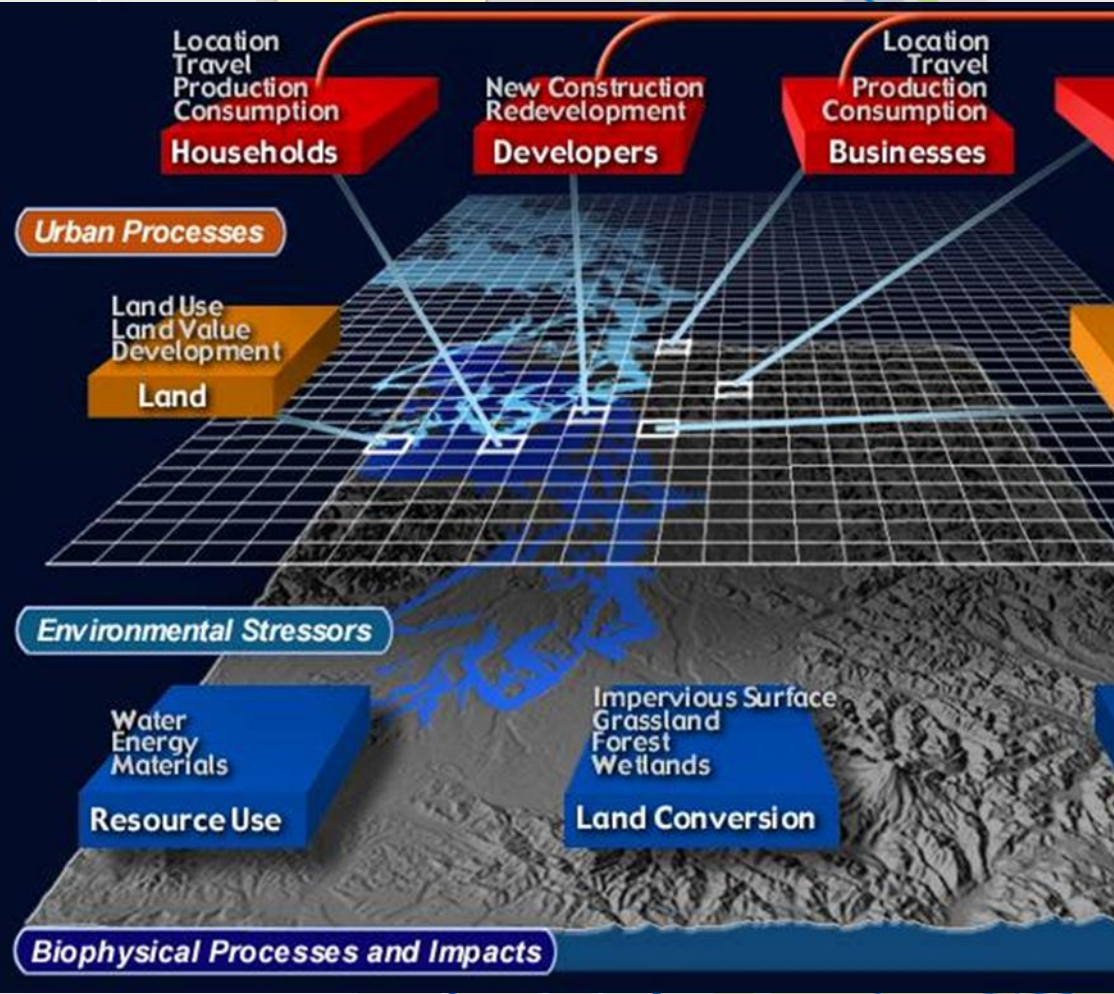 Location
Travel
Production
Consumption
Households
New Construction
Redevelopment
Developers
Location
Travel
Production
Consumption
Businesses
Urban Processes
Land Use
Land Value
Development
Land
Environmental Stressors
Water
Energy
Materials
Resource Use
Impervious Surface
Grassland
Forest
Wetlands
Land Conversion
Biophysical Processes and Impacts